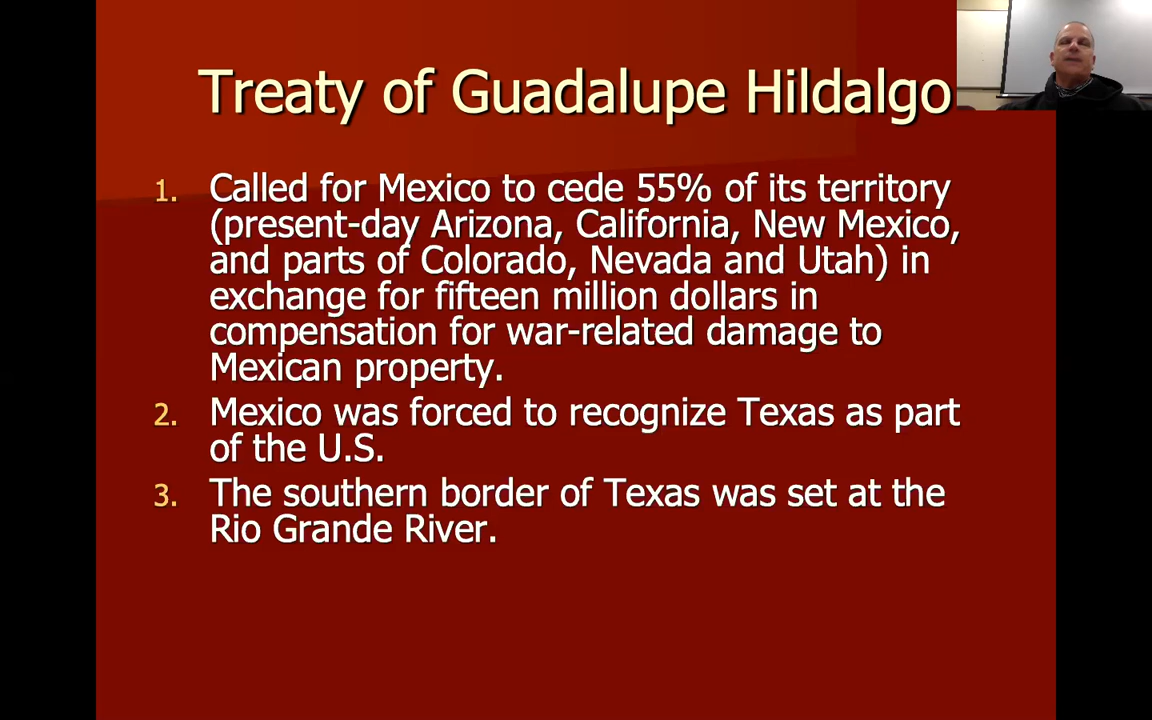 Treaty of Guadalupe Hildalgo
1. Called for Mexico to cede 55% of its territory
(present-day Arizona, California, New Mexico,
and parts of Colorado, Nevada and Utah) in
exchange for fifteen million dollars in
compensation for war-related damage to
Mexican property.
2. Mexico was forced to recognize Texas as part
of the U.S.
3. The southern border of Texas was set at the
Rio Grande River.